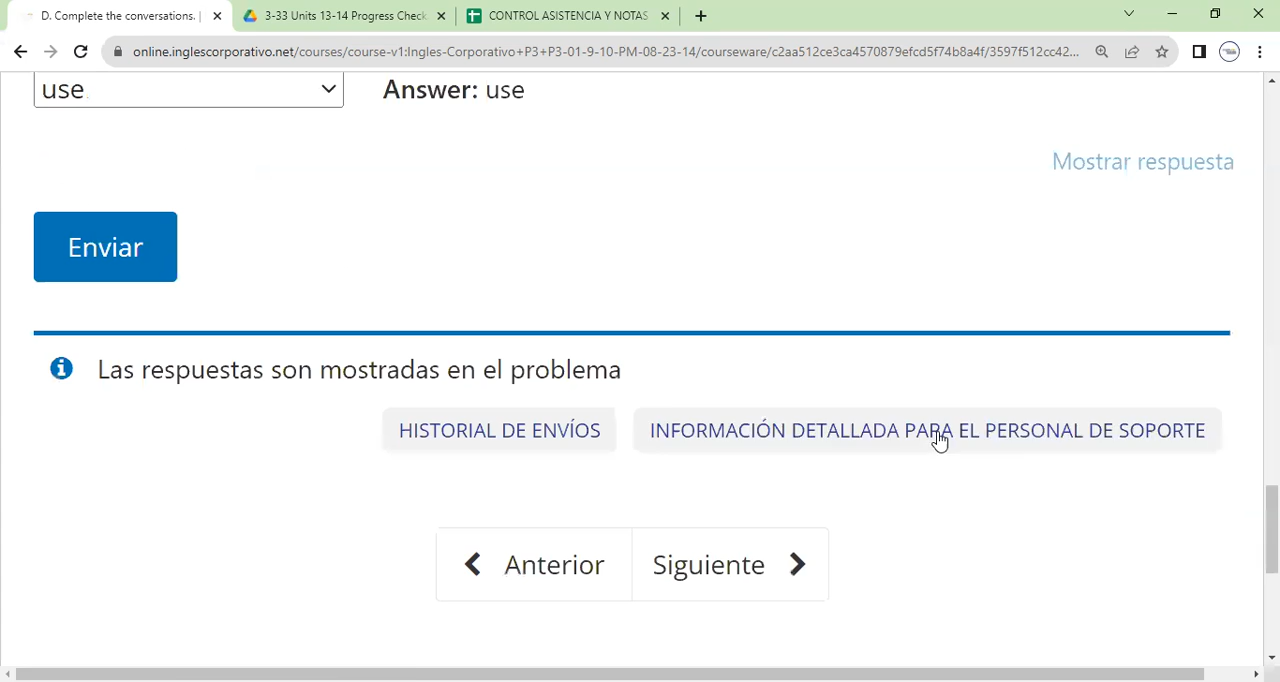 D. Complete the conversations. |
3-33 Units 13-14 Progress Check.
CONTROL ASISTENCIA Y NOTAS
online.inglescorporativo.net/courses/course-v1:Ingles-Corporativo+P3+P3-01-9-10-PM-08-23-14/courseware/c2aa512ce3ca4570879efcd5f74b8a4f/3597f512cc42...
use
Answer: use
Mostrar respuesta
Enviar
Las respuestas son mostradas en el problema
HISTORIAL DE ENVÍOS
INFORMACIÓN DETALLADA PARA EL PERSONAL DE SOPORTE
Anterior
Siguiente